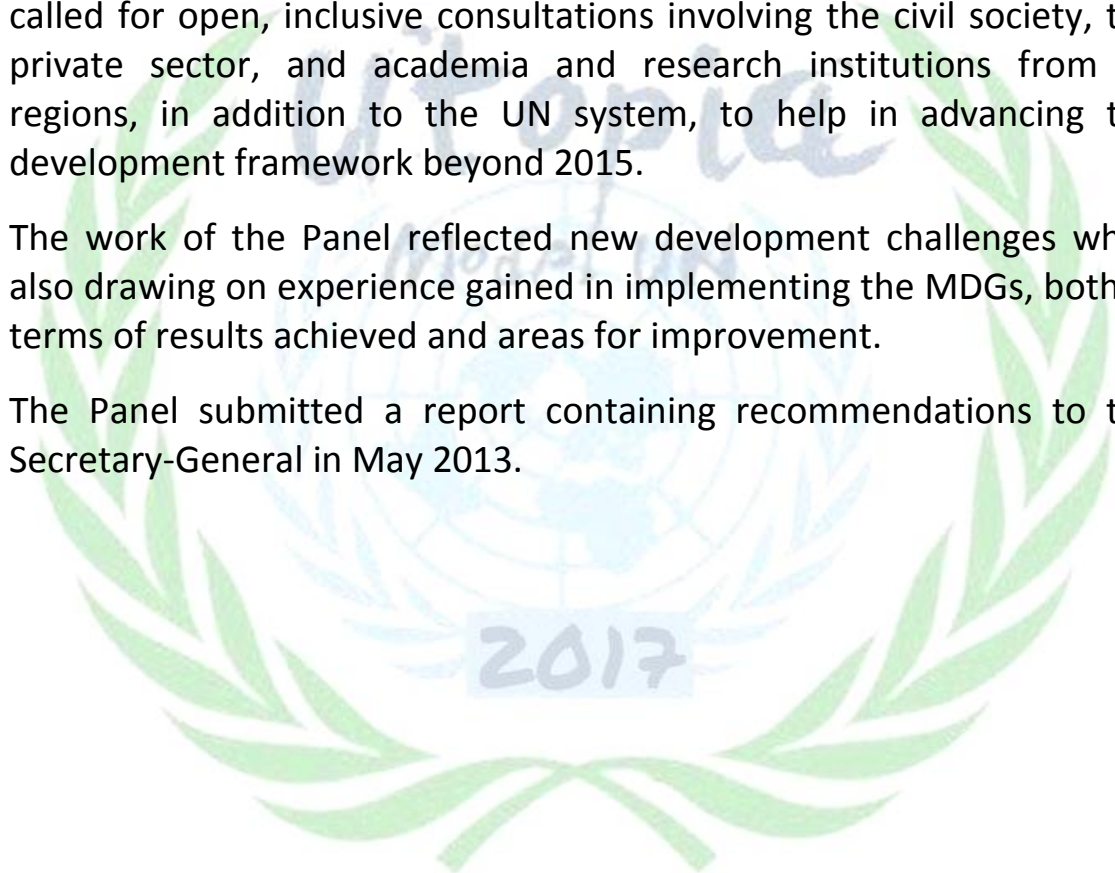 called for open, inclusive consultations involving the civil society, t
private sector, and academia and research institutions from
regions, in addition to the UN system, to help in advancing t
development framework beyond 2015.
The work of the Panel reflected new development challenges wh
also drawing on experience gained in implementing the MDGs, both
terms of results achieved and areas for improvement.
The Panel submitted a report containing recommendations to t
Secretary-General in May 2013.
Utopia
Model UN
2017